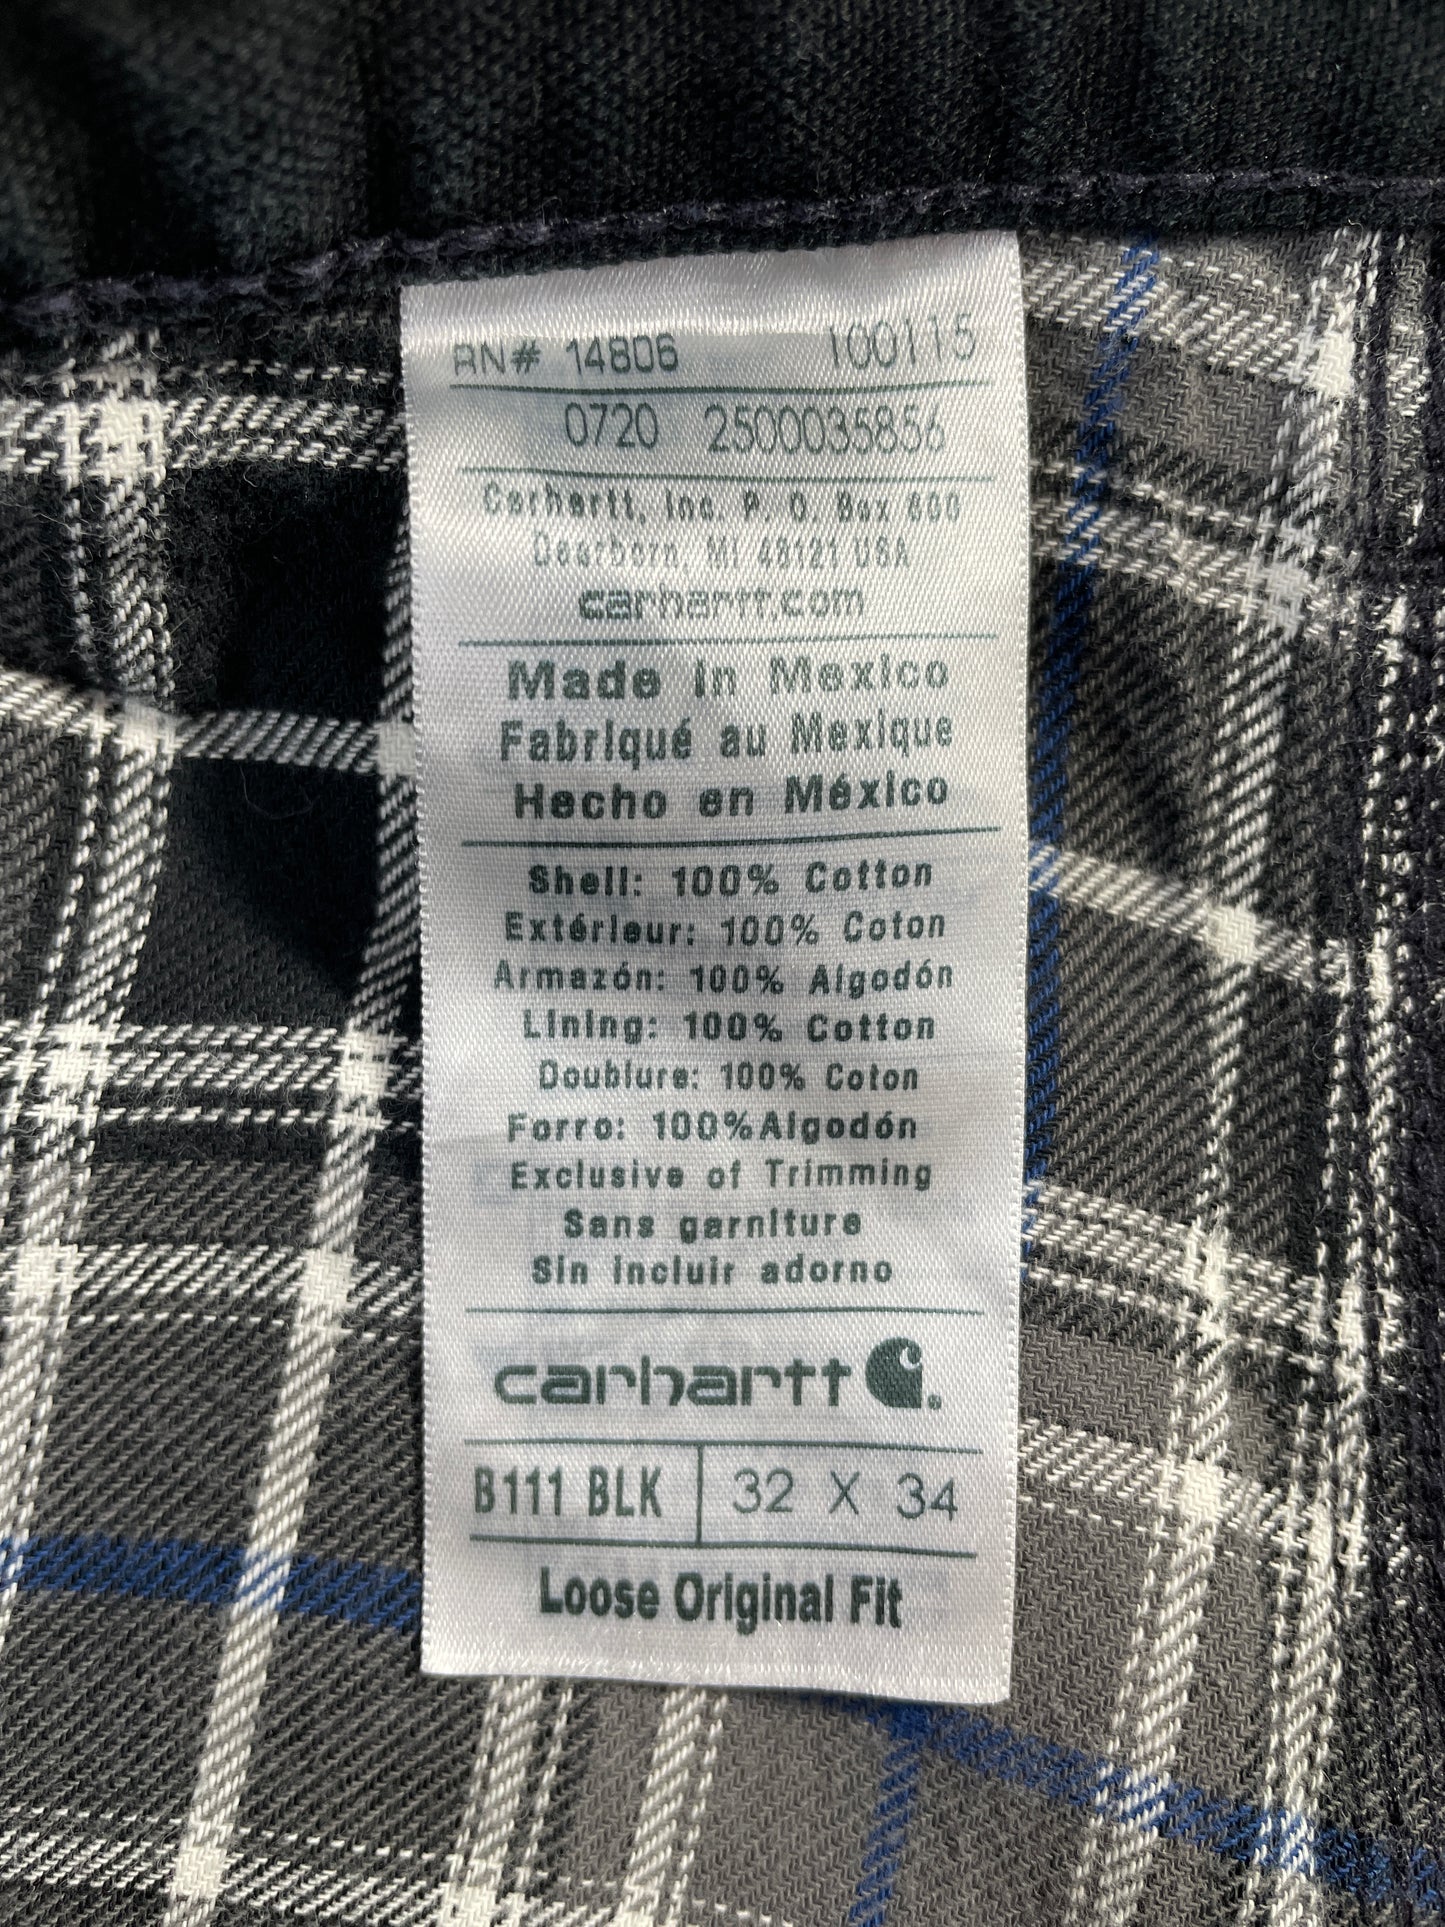 RN# 14806 100115
0720 2500035856
Carhartt, Inc. P. O. Box 600
Dearborn, MI 48121 USA
carhartt.com
Made in Mexico
Fabriqué au Mexique
Hecho en México
Shell: 100% Cotton
Extérieur: 100% Coton
Armazón: 100% Algodón
Lining: 100% Cotton
Doublure: 100% Coton
Forro: 100% Algodón
Exclusive of Trimming
Sans garniture
Sin incluir adorno
carhartt
B111 BLK 32 X 34
Loose Original Fit